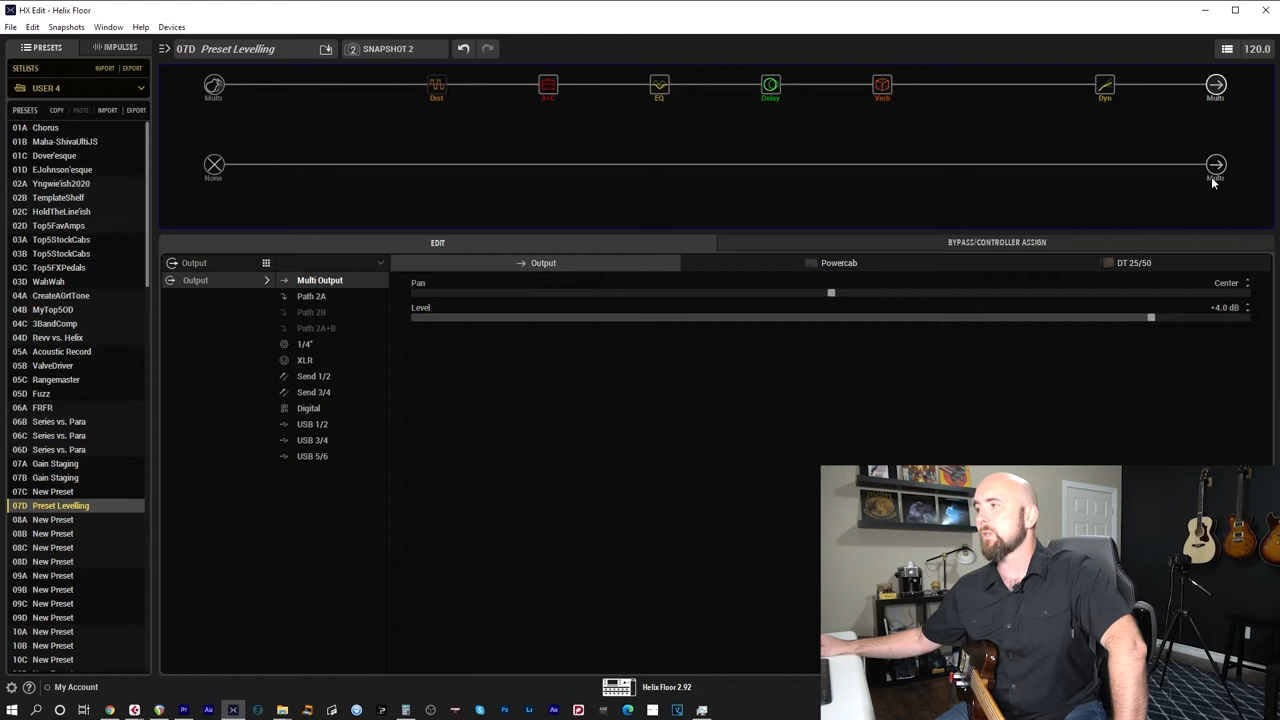 HX Edit - Helix Floor
File Edit Snapshots Window Help Devices
PRESETS IMPULSES 07D Preset Levelling 2 SNAPSHOT 2 120.0
SETLISTS IMPORT EXPORT
USER 4
PRESETS COPY PASTE IMPORT EXPORT
Multi Dist A+C EQ Delay Verb Dyn Multi
None Multi
01A Chorus
01B Maha-ShivaUltiJS
01C Dover'esque
01D EJohnson'esque
02A Yngwie'ish2020
02B TemplateShelf
02C HoldTheLine'ish
02D Top5FavAmps
03A Top5StockCabs
03B Top5StockCabs
03C Top5FXPedals
03D WahWah
04A CreateAGrtTone
04B MyTop5OD
04C 3BandComp
04D Revv vs. Helix
05A Acoustic Record
05B ValveDriver
05C Rangemaster
05D Fuzz
06A FRFR
06B Series vs. Para
06C Series vs. Para
06D Series vs. Para
07A Gain Staging
07B Gain Staging
07C New Preset
07D Preset Levelling
08A New Preset
08B New Preset
08C New Preset
08D New Preset
09A New Preset
09B New Preset
09C New Preset
09D New Preset
10A New Preset
10B New Preset
10C New Preset
EDIT BYPASS/CONTROLLER ASSIGN
Output Output Powercab DT 25/50
Output
Multi Output
Path 2A
Path 2B
Path 2A+B
1/4"
XLR
Send 1/2
Send 3/4
Digital
USB 1/2
USB 3/4
USB 5/6
Pan Center
Level +4.0 dB
My Account Helix Floor 2.92